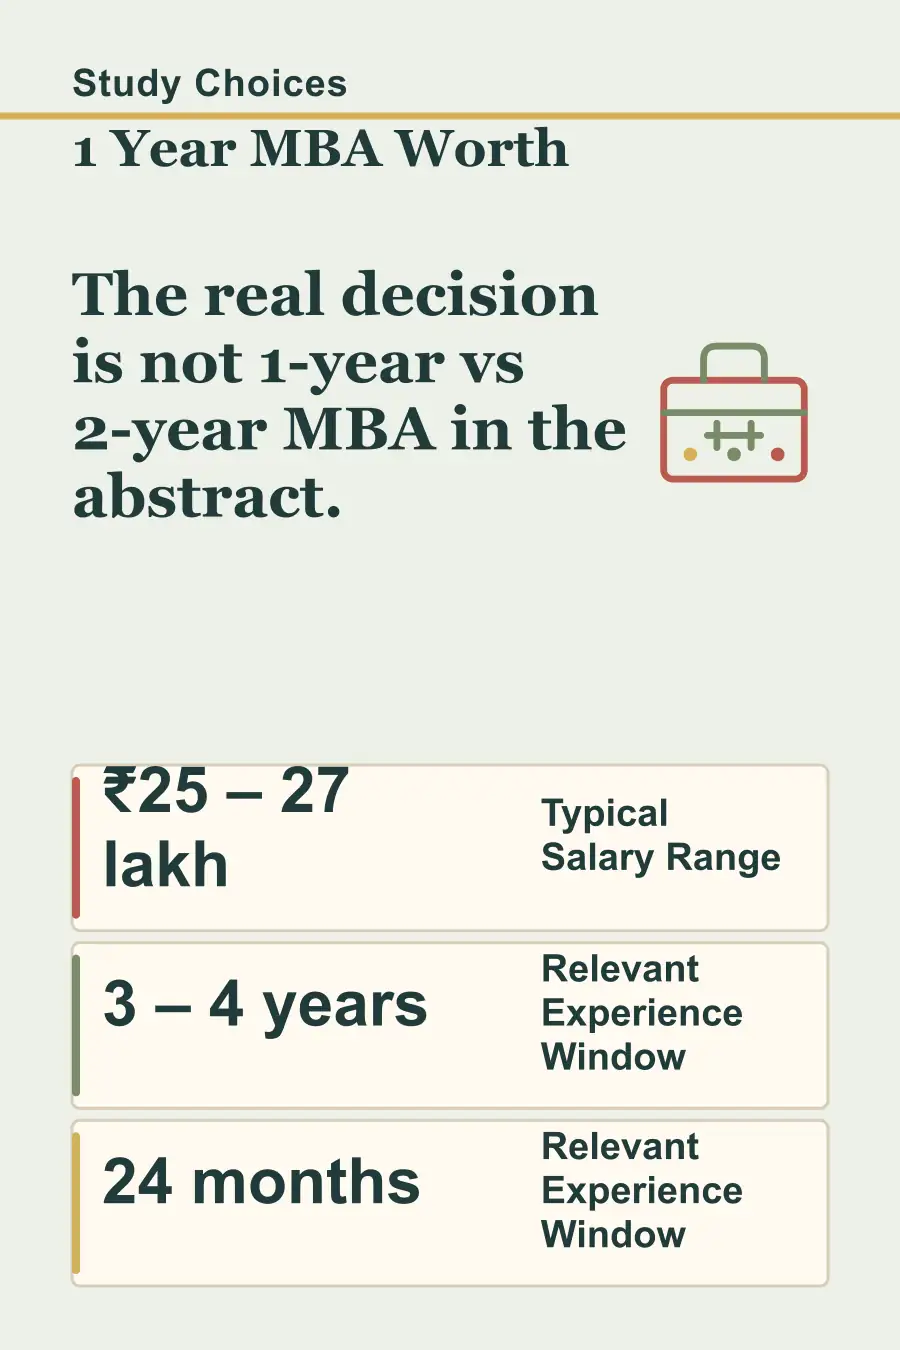 Study Choices
1 Year MBA Worth
The real decision
is not 1-year vs
2-year MBA in the
abstract.
₹25 – 27
lakh
Typical
Salary Range
3 – 4 years
Relevant
Experience
Window
24 months
Relevant
Experience
Window